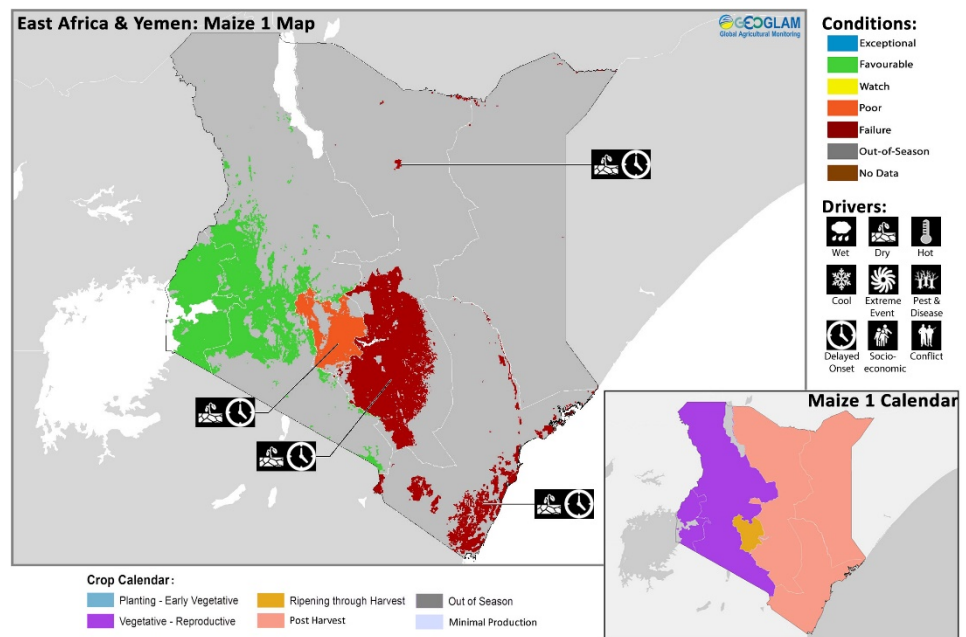 East Africa & Yemen: Maize 1 Map
GEOGLAM
Global Agricultural Monitoring
Conditions:
Exceptional
Favourable
Watch
Poor
Failure
Out-of-Season
No Data
Drivers:
Wet
Dry
Hot
Cool
Extreme
Event
Pest &
Disease
Delayed
Onset
Socio-
economic
Conflict
Maize 1 Calendar
Crop Calendar:
Planting - Early Vegetative
Ripening through Harvest
Out of Season
Vegetative - Reproductive
Post Harvest
Minimal Production